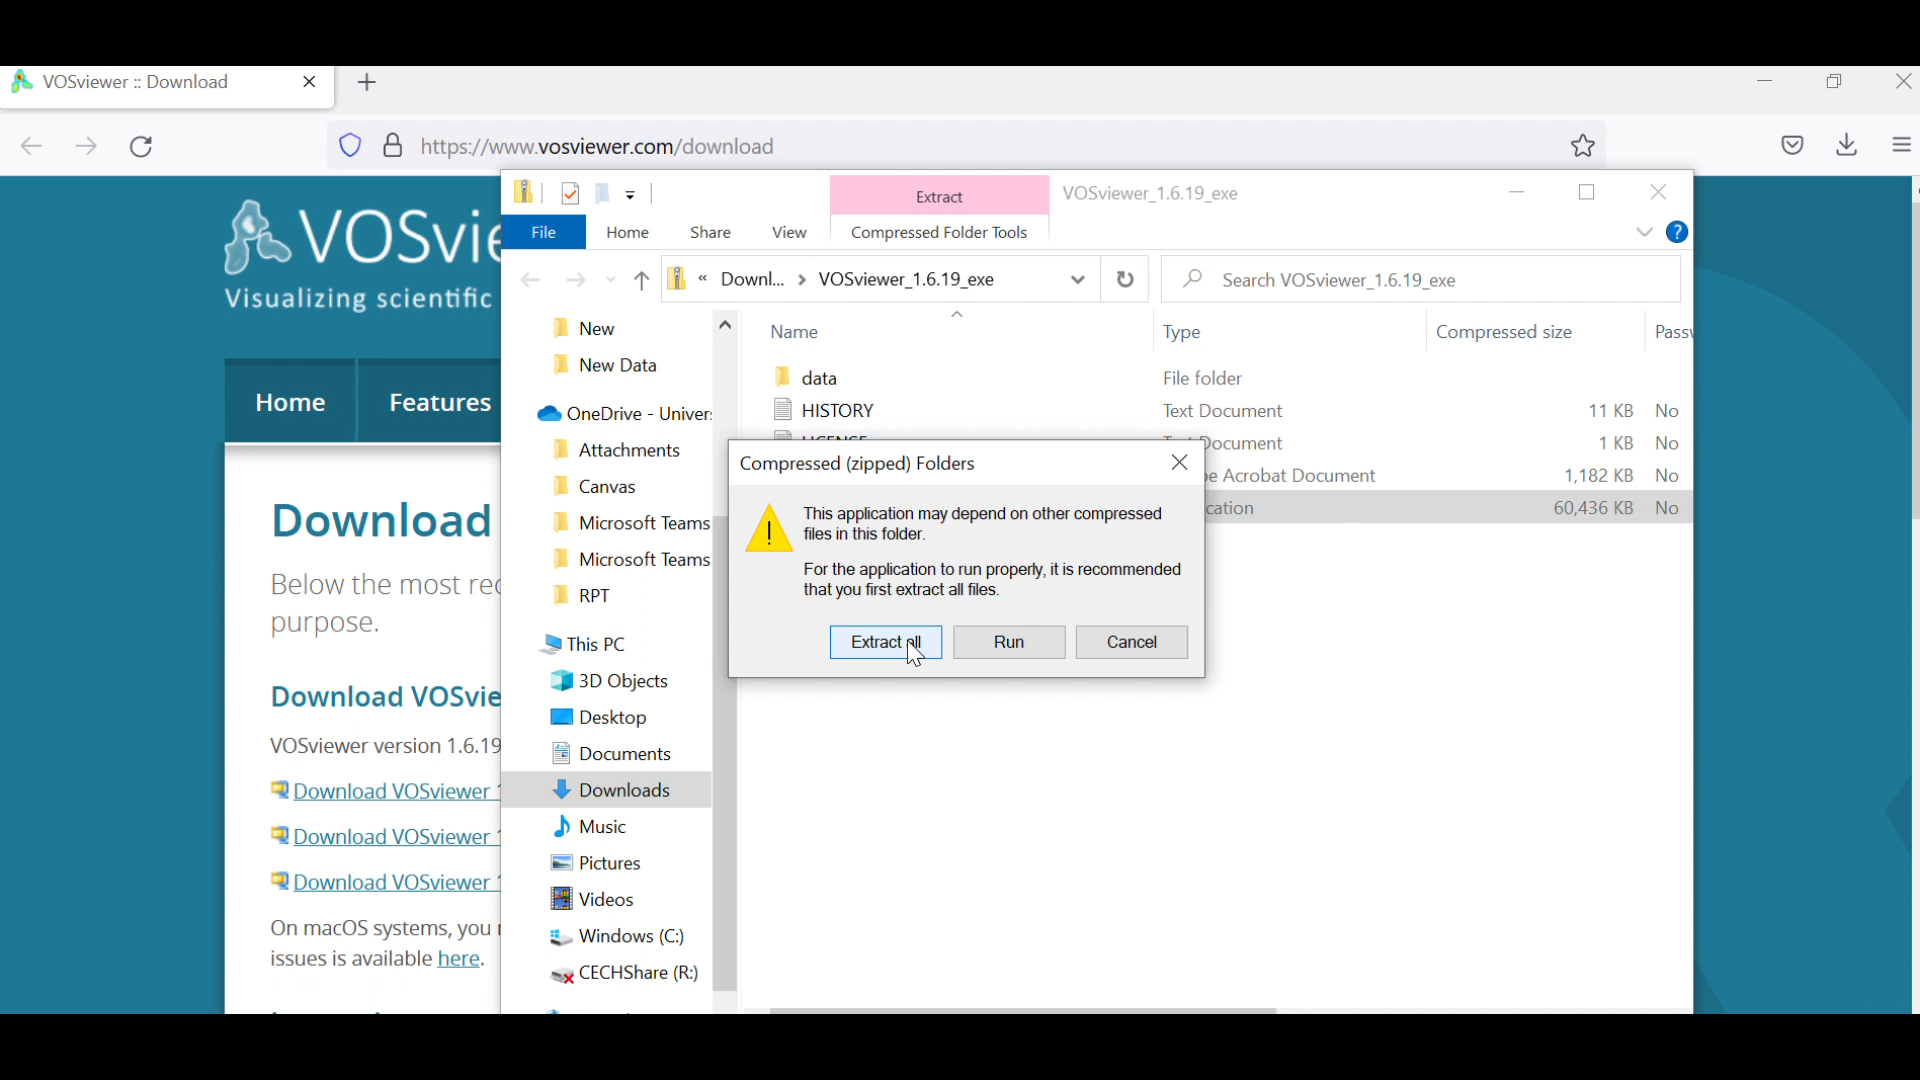 VOSviewer :: Download
https://www.vosviewer.com/download
VOSvie
Visualizing scientific
Home
Features
Download
Below the most rec
purpose.
Download VOSvie
VOSviewer version 1.6.19
Download VOSviewer 1
Download VOSviewer 1
Download VOSviewer 1
On macOS systems, you
issues is available here.
Extract
VOSviewer_1.6.19_exe
File
Home
Share
View
Compressed Folder Tools
« Downl... › VOSviewer_1.6.19_exe
Search VOSviewer_1.6.19_exe
New
New Data
OneDrive - Univer
Attachments
Canvas
Microsoft Teams
Microsoft Teams
RPT
This PC
3D Objects
Desktop
Documents
Downloads
Music
Pictures
Videos
Windows (C:)
CECHShare (R:)
Name Type Compressed size Passw
data File folder
HISTORY Text Document 11 KB No
Document 1 KB No
Acrobat Document 1,182 KB No
cation 60,436 KB No
Compressed (zipped) Folders
This application may depend on other compressed
files in this folder.
For the application to run properly, it is recommended
that you first extract all files.
Extract all
Run
Cancel